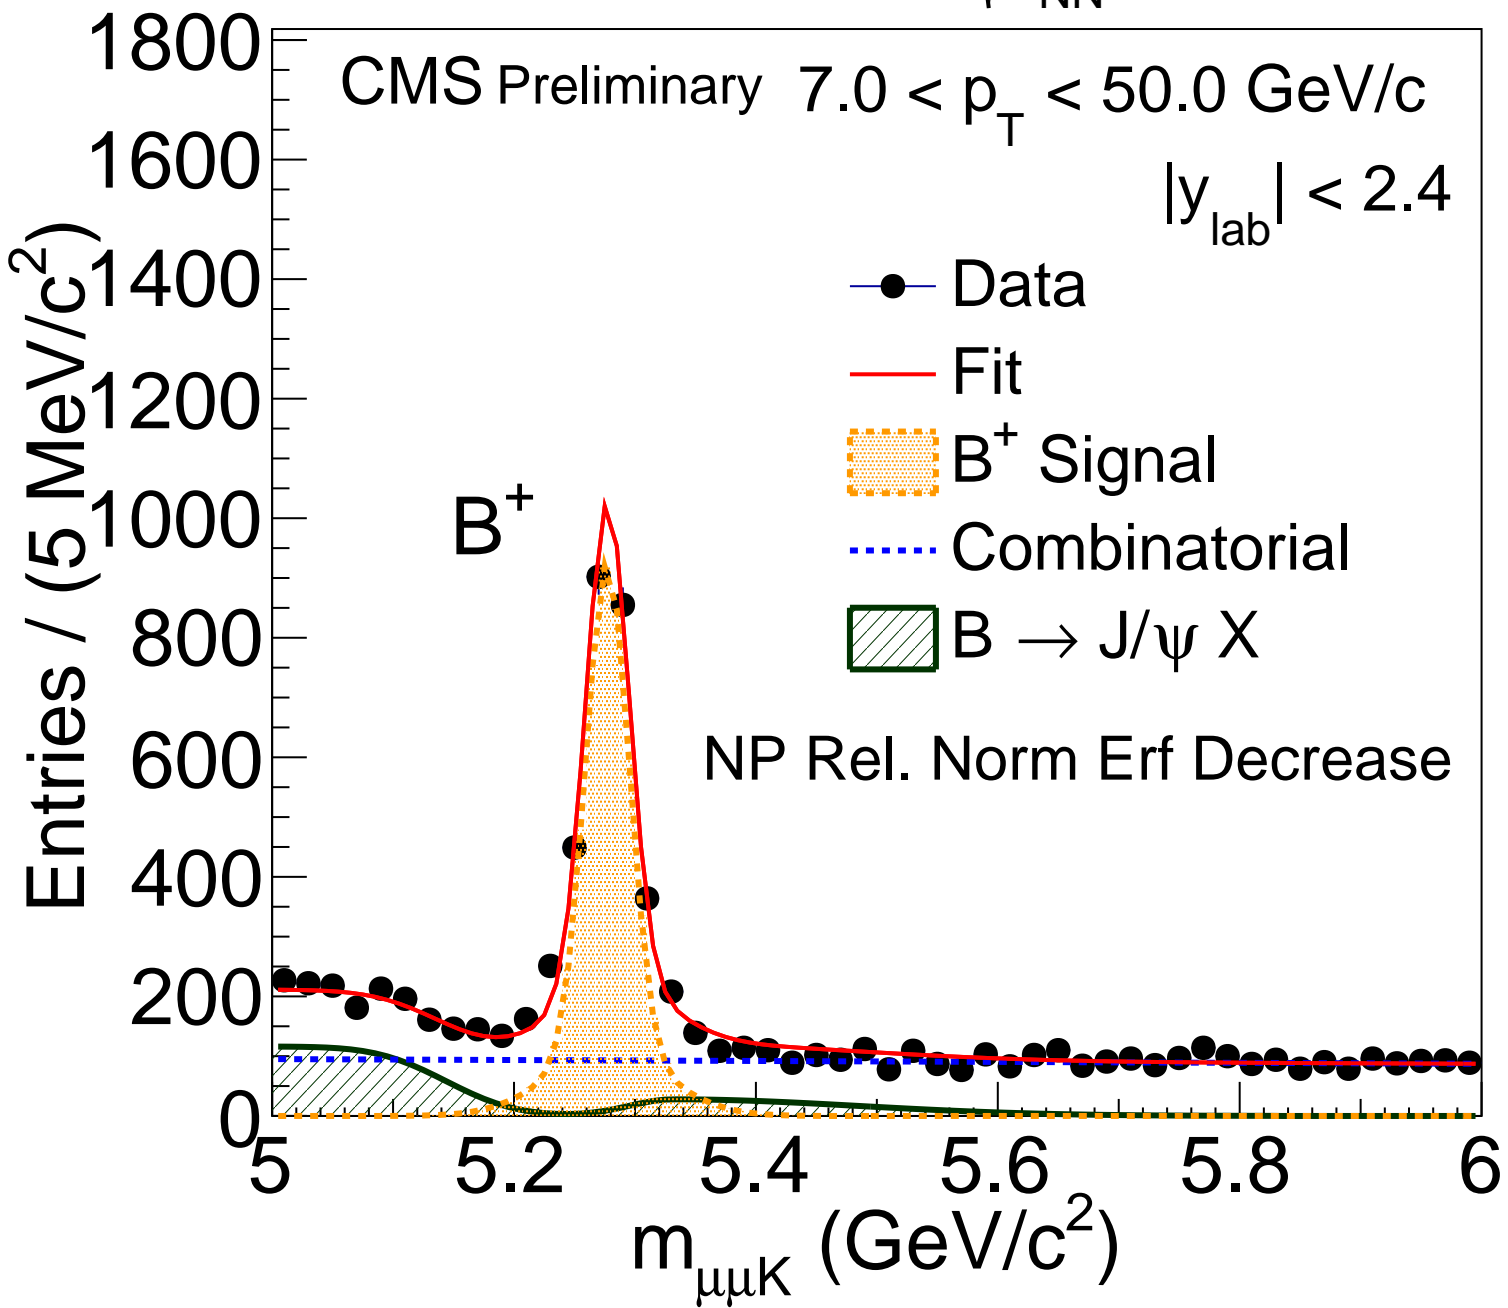 NN
1800
CMS Preliminary 7.0 < p_T < 50.0 GeV/c
1600
|y_lab| < 2.4
1400
Data
Fit
1200
B⁺ Signal
1000
B⁺
Combinatorial
800
B → J/ψ X
600
NP Rel. Norm Erf Decrease
400
200
0
Entries / (5 MeV/c²)
5 5.2 5.4 5.6 5.8 6
m_μμK (GeV/c²)